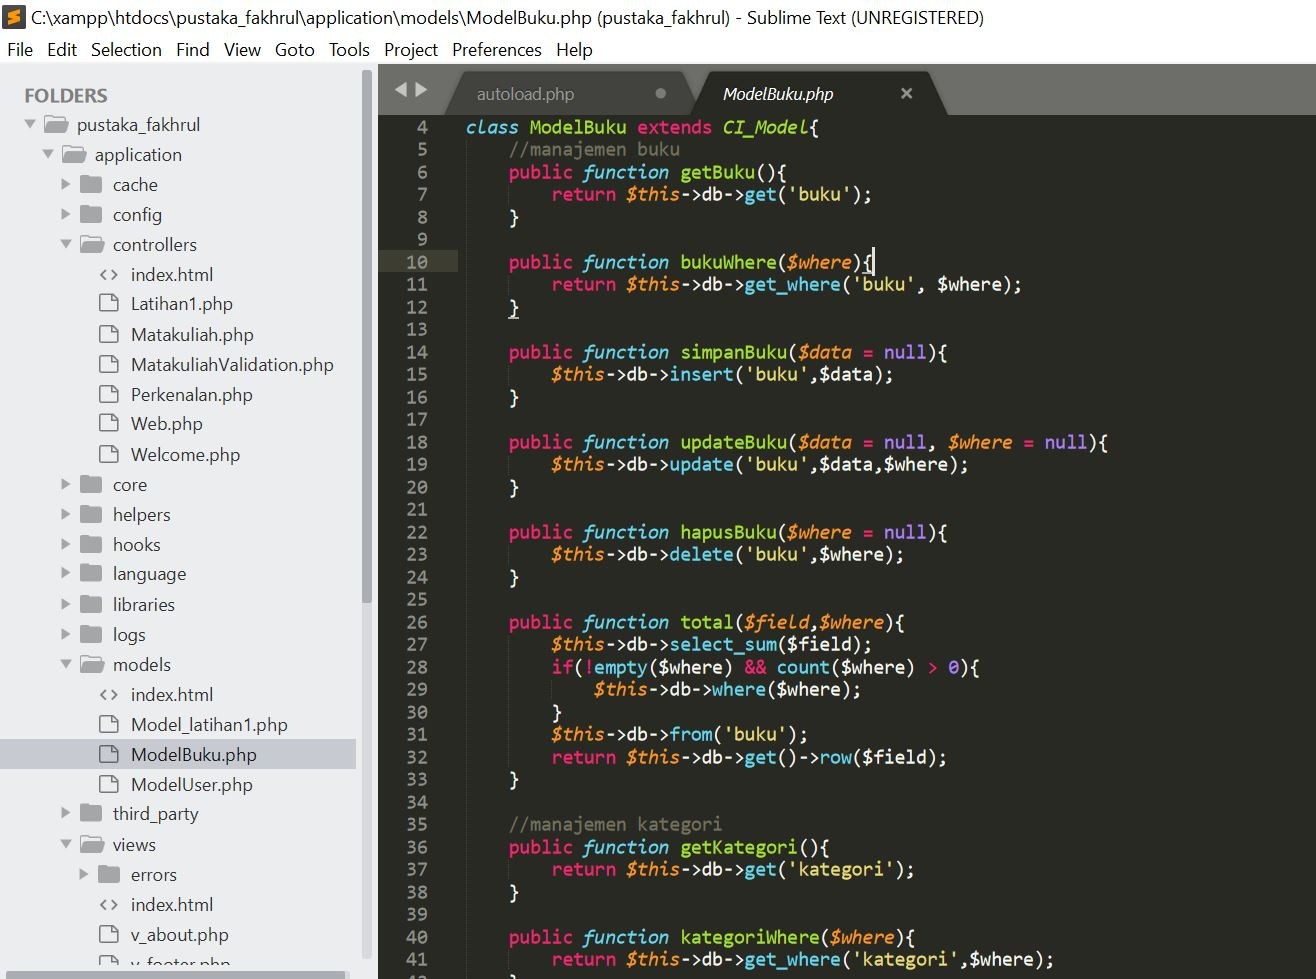 C:\xampp\htdocs\pustaka_fakhrul\application\models\ModelBuku.php (pustaka_fakhrul) - Sublime Text (UNREGISTERED)
File Edit Selection Find View Goto Tools Project Preferences Help
FOLDERS
pustaka_fakhrul
application
cache
config
controllers
index.html
Latihan1.php
Matakuliah.php
MatakuliahValidation.php
Perkenalan.php
Web.php
Welcome.php
core
helpers
hooks
language
libraries
logs
models
index.html
Model_latihan1.php
ModelBuku.php
ModelUser.php
third_party
views
errors
index.html
v_about.php
v_footer.php
autoload.php ModelBuku.php
4 class ModelBuku extends CI_Model{
5     //manajemen buku
6     public function getBuku(){
7         return $this->db->get('buku');
8     }
9
10     public function bukuWhere($where){
11         return $this->db->get_where('buku', $where);
12     }
13
14     public function simpanBuku($data = null){
15         $this->db->insert('buku',$data);
16     }
17
18     public function updateBuku($data = null, $where = null){
19         $this->db->update('buku',$data,$where);
20     }
21
22     public function hapusBuku($where = null){
23         $this->db->delete('buku',$where);
24     }
25
26     public function total($field,$where){
27         $this->db->select_sum($field);
28         if(!empty($where) && count($where) > 0){
29             $this->db->where($where);
30         }
31         $this->db->from('buku');
32         return $this->db->get()->row($field);
33     }
34
35     //manajemen kategori
36     public function getKategori(){
37         return $this->db->get('kategori');
38     }
39
40     public function kategoriWhere($where){
41         return $this->db->get_where('kategori',$where);